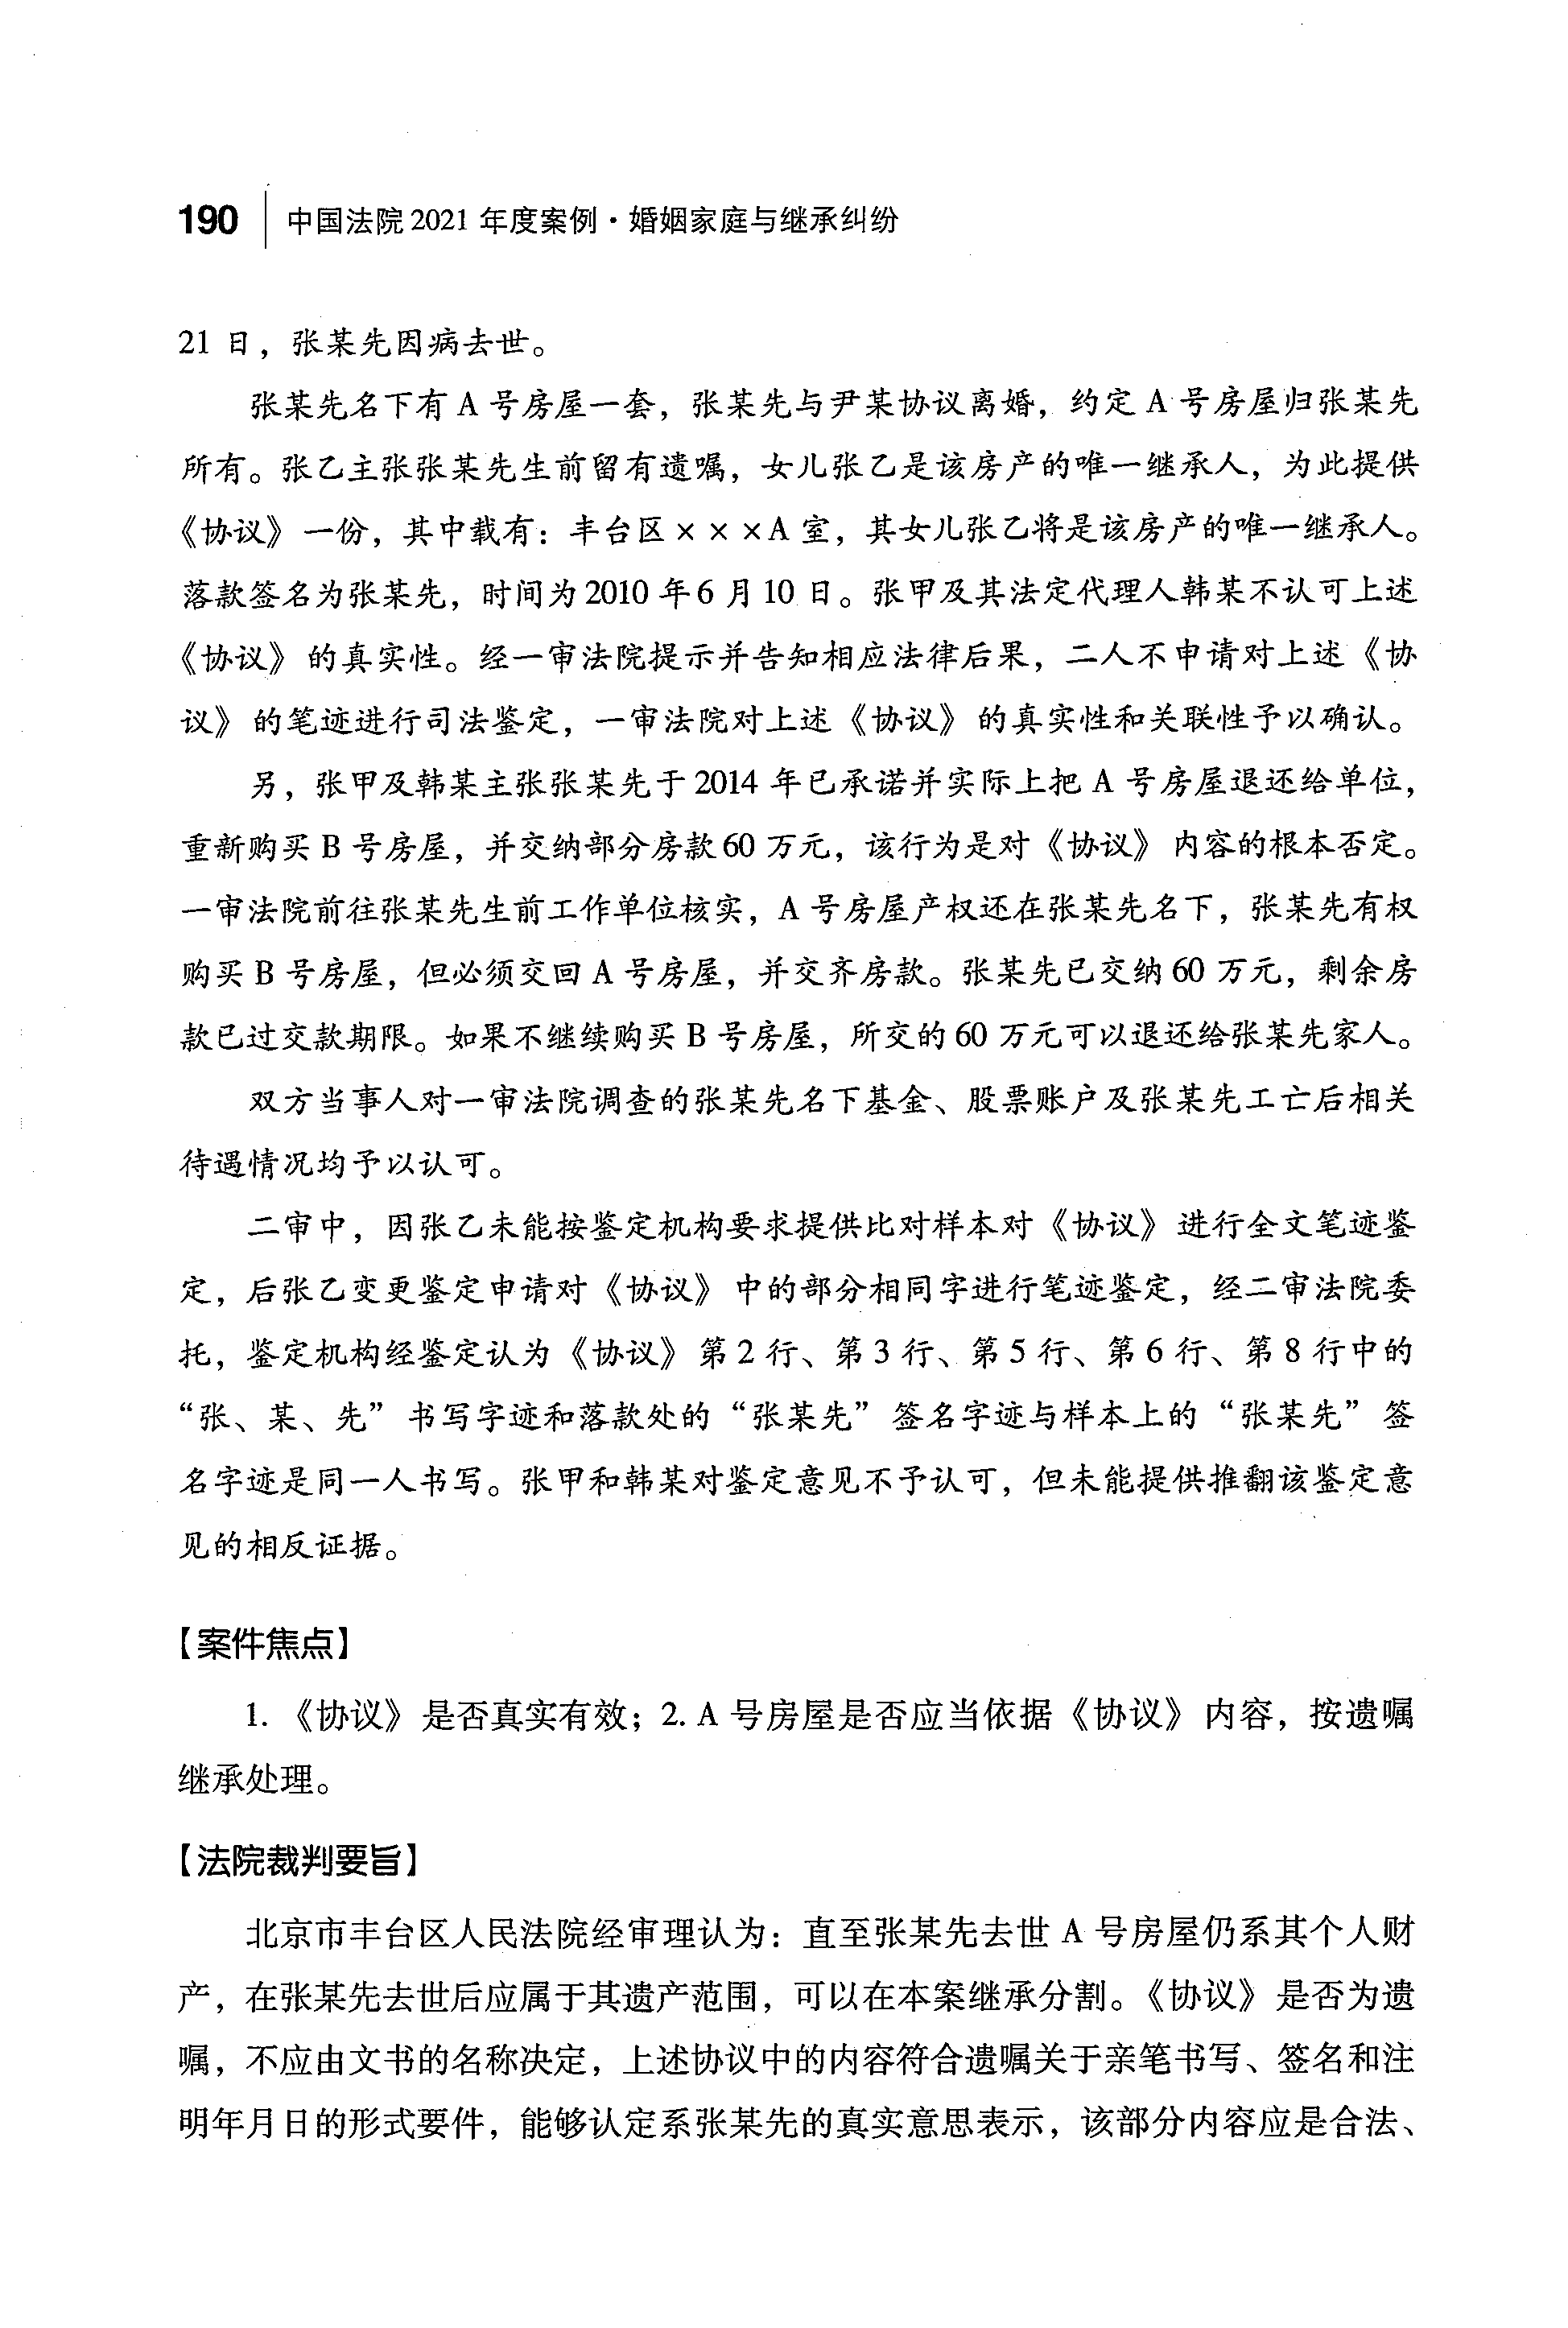 190 中国法院2021年度案例·婚姻家庭与继承纠纷
21日，张某先因病去世。
张某先名下有A号房屋一套，张某先与尹某协议离婚，约定A号房屋归张某先
所有。张乙主张张某先生前留有遗嘱，女儿张乙是该房产的唯一继承人，为此提供
《协议》一份，其中载有：丰台区×××A室，其女儿张乙将是该房产的唯一继承人。
落款签名为张某先，时间为2010年6月10日。张甲及其法定代理人韩某不认可上述
《协议》的真实性。经一审法院提示并告知相应法律后果，二人不申请对上述《协
议》的笔迹进行司法鉴定，一审法院对上述《协议》的真实性和关联性予以确认。
另，张甲及韩某主张张某先于2014年已承诺并实际上把A号房屋退还给单位，
重新购买B号房屋，并交纳部分房款60万元，该行为是对《协议》内容的根本否定。
一审法院前往张某先生前工作单位核实，A号房屋产权还在张某先名下，张某先有权
购买B号房屋，但必须交回A号房屋，并交齐房款。张某先已交纳60万元，剩余房
款已过交款期限。如果不继续购买B号房屋，所交的60万元可以退还给张某先家人。
双方当事人对一审法院调查的张某先名下基金、股票账户及张某先工亡后相关
待遇情况均予以认可。
二审中，因张乙未能按鉴定机构要求提供比对样本对《协议》进行全文笔迹鉴
定，后张乙变更鉴定申请对《协议》中的部分相同字进行笔迹鉴定，经二审法院委
托，鉴定机构经鉴定认为《协议》第2行、第3行、第5行、第6行、第8行中的
“张、某、先”书写字迹和落款处的“张某先”签名字迹与样本上的“张某先”签
名字迹是同一人书写。张甲和韩某对鉴定意见不予认可，但未能提供推翻该鉴定意
见的相反证据。
【案件焦点】
1.《协议》是否真实有效；2.A号房屋是否应当依据《协议》内容，按遗嘱
继承处理。
【法院裁判要旨】
北京市丰台区人民法院经审理认为：直至张某先去世A号房屋仍系其个人财
产，在张某先去世后应属于其遗产范围，可以在本案继承分割。《协议》是否为遗
嘱，不应由文书的名称决定，上述协议中的内容符合遗嘱关于亲笔书写、签名和注
明年月日的形式要件，能够认定系张某先的真实意思表示，该部分内容应是合法、